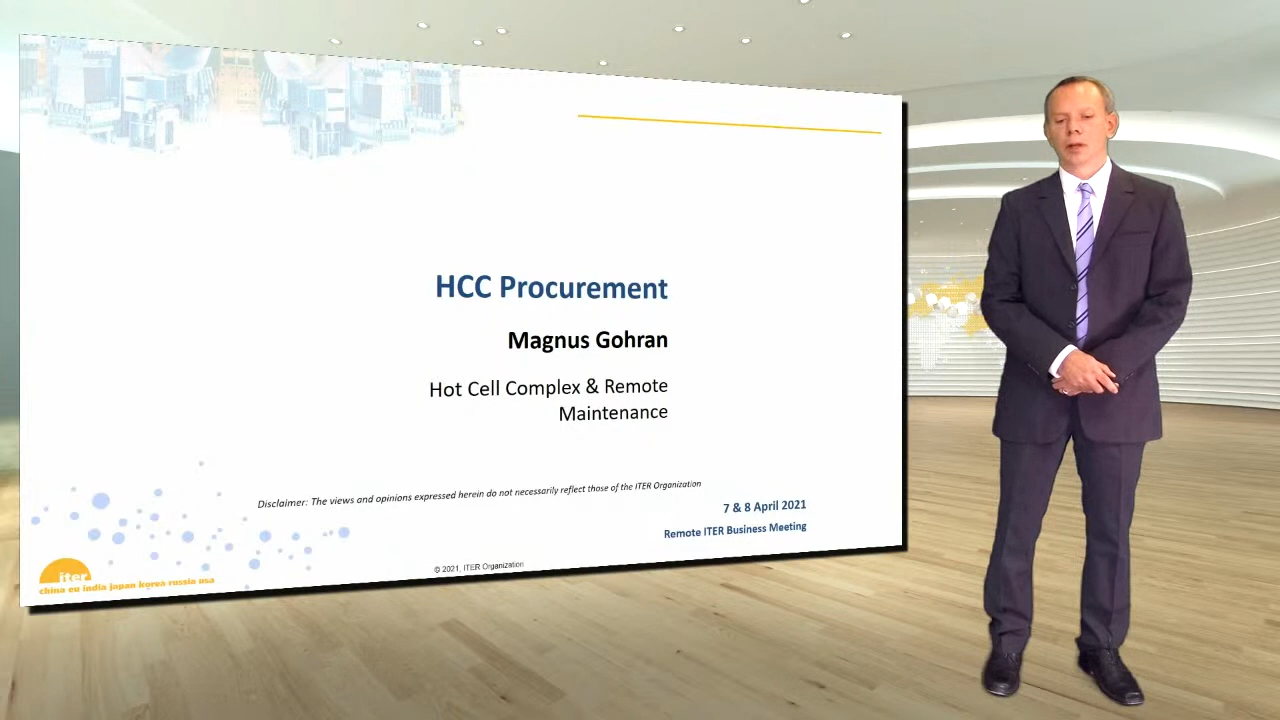 HCC Procurement
Magnus Gohran
Hot Cell Complex & Remote
Maintenance
Disclaimer: The views and opinions expressed herein do not necessarily reflect those of the ITER Organization
7 & 8 April 2021
Remote ITER Business Meeting
© 2021, ITER Organization
iter
china eu india japan korea russia usa